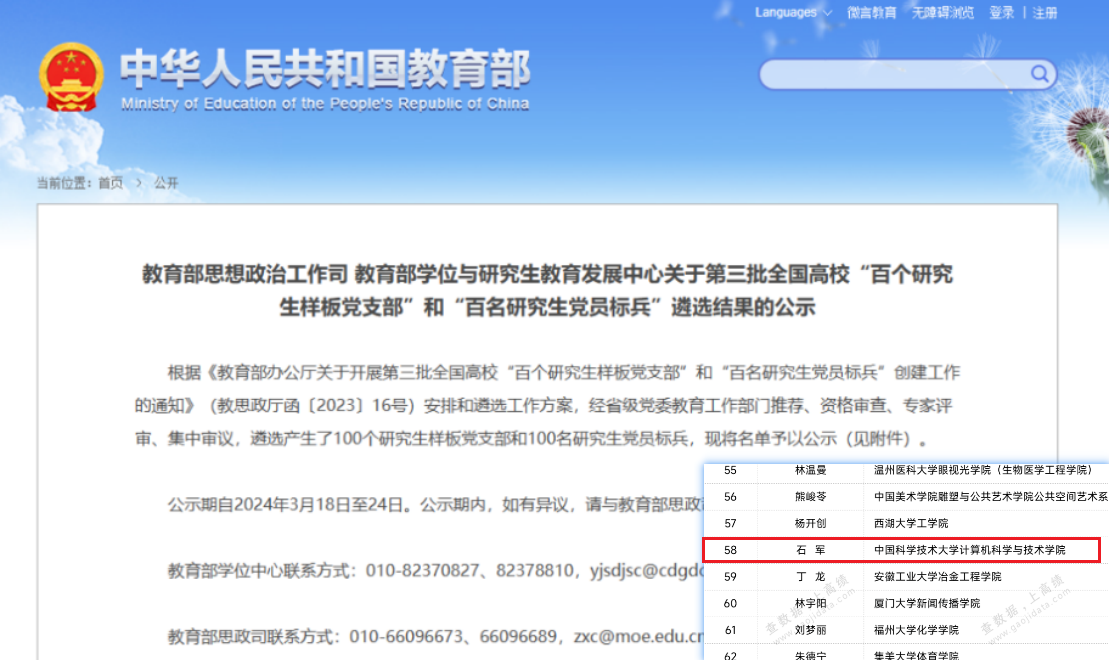 Languages 微言教育 无障碍浏览 登录 | 注册
中华人民共和国教育部
Ministry of Education of the People's Republic of China
当前位置: 首页 > 公开
教育部思想政治工作司 教育部学位与研究生教育发展中心关于第三批全国高校“百个研究
生样板党支部”和“百名研究生党员标兵”遴选结果的公示
根据《教育部办公厅关于开展第三批全国高校“百个研究生样板党支部”和“百名研究生党员标兵”创建工作
的通知》（教思政厅函〔2023〕16号）安排和遴选工作方案，经省级党委教育工作部门推荐、资格审查、专家评
审、集中审议，遴选产生了100个研究生样板党支部和100名研究生党员标兵，现将名单予以公示（见附件）。
公示期自2024年3月18日至24日。公示期内，如有异议，请与教育部思政
教育部学位中心联系方式：010-82370827、82378810，yjsdjsc@cdgdc
教育部思政司联系方式：010-66096673、66096689，zxc@moe.edu.cn
55 林温曼 温州医科大学眼视光学院（生物医学工程学院）
56 熊峻苓 中国美术学院雕塑与公共艺术学院公共空间艺术系
57 杨开创 西湖大学工学院
58 石 军 中国科学技术大学计算机科学与技术学院
59 丁 龙 安徽工业大学冶金工程学院
60 林宇阳 厦门大学新闻传播学院
61 刘梦丽 福州大学化学学院
62 朱德宁 集美大学体育学院
查数据，上高绩
www.gaojidata.com
查数据，上高绩
www.gaojidata.com